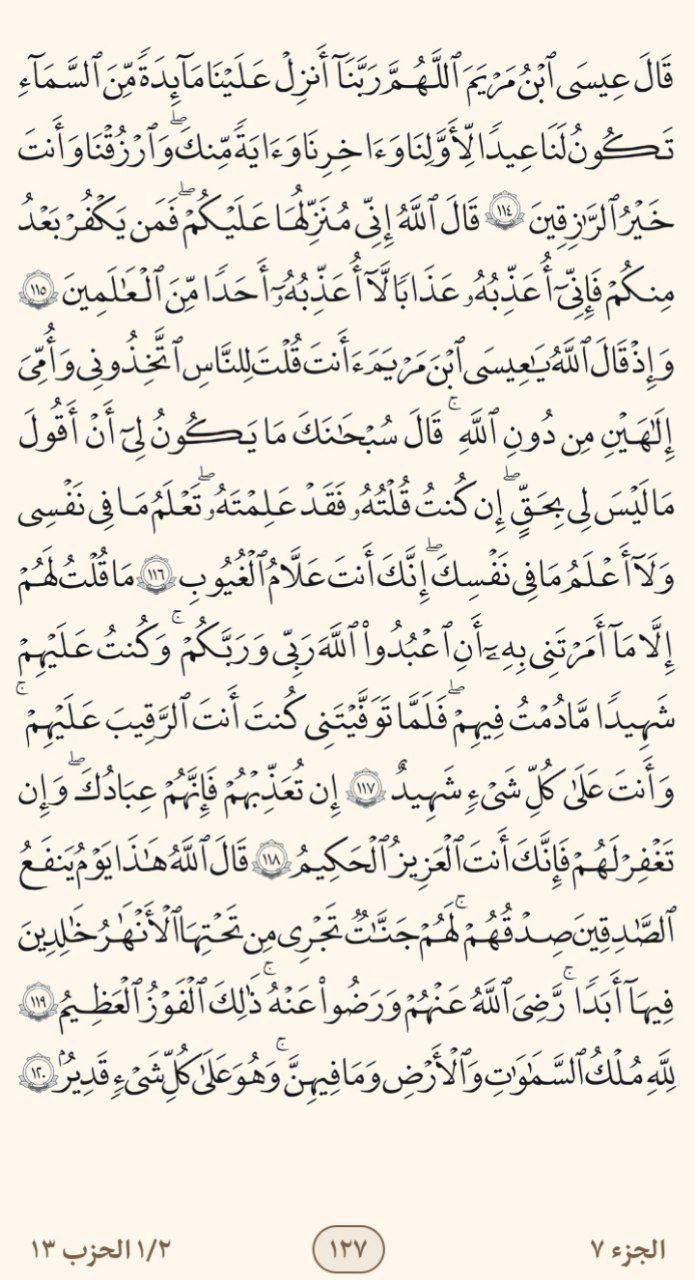 قَالَ عِيسَى ٱبْنُ مَرْيَمَ ٱللَّهُمَّ رَبَّنَآ أَنزِلْ عَلَيْنَا مَآئِدَةً مِّنَ ٱلسَّمَآءِ
تَكُونُ لَنَا عِيدًا لِّأَوَّلِنَا وَءَاخِرِنَا وَءَايَةً مِّنكَ ۖ وَٱرْزُقْنَا وَأَنتَ
خَيْرُ ٱلرَّٰزِقِينَ ١١٤ قَالَ ٱللَّهُ إِنِّي مُنَزِّلُهَا عَلَيْكُمْ ۖ فَمَن يَكْفُرْ بَعْدُ
مِنكُمْ فَإِنِّيٓ أُعَذِّبُهُۥ عَذَابًا لَّآ أُعَذِّبُهُۥٓ أَحَدًا مِّنَ ٱلْعَٰلَمِينَ ١١٥
وَإِذْ قَالَ ٱللَّهُ يَٰعِيسَى ٱبْنَ مَرْيَمَ ءَأَنتَ قُلْتَ لِلنَّاسِ ٱتَّخِذُونِي وَأُمِّيَ
إِلَٰهَيْنِ مِن دُونِ ٱللَّهِ ۖ قَالَ سُبْحَٰنَكَ مَا يَكُونُ لِيٓ أَنْ أَقُولَ
مَا لَيْسَ لِي بِحَقٍّ ۚ إِن كُنتُ قُلْتُهُۥ فَقَدْ عَلِمْتَهُۥ ۚ تَعْلَمُ مَا فِي نَفْسِي
وَلَآ أَعْلَمُ مَا فِي نَفْسِكَ ۚ إِنَّكَ أَنتَ عَلَّٰمُ ٱلْغُيُوبِ ١١٦ مَا قُلْتُ لَهُمْ
إِلَّا مَآ أَمَرْتَنِي بِهِۦٓ أَنِ ٱعْبُدُوا۟ ٱللَّهَ رَبِّي وَرَبَّكُمْ ۚ وَكُنتُ عَلَيْهِمْ
شَهِيدًا مَّا دُمْتُ فِيهِمْ ۖ فَلَمَّا تَوَفَّيْتَنِي كُنتَ أَنتَ ٱلرَّقِيبَ عَلَيْهِمْ ۚ
وَأَنتَ عَلَىٰ كُلِّ شَيْءٍ شَهِيدٌ ١١٧ إِن تُعَذِّبْهُمْ فَإِنَّهُمْ عِبَادُكَ ۖ وَإِن
تَغْفِرْ لَهُمْ فَإِنَّكَ أَنتَ ٱلْعَزِيزُ ٱلْحَكِيمُ ١١٨ قَالَ ٱللَّهُ هَٰذَا يَوْمُ يَنفَعُ
ٱلصَّٰدِقِينَ صِدْقُهُمْ ۚ لَهُمْ جَنَّٰتٌ تَجْرِي مِن تَحْتِهَا ٱلْأَنْهَٰرُ خَٰلِدِينَ
فِيهَآ أَبَدًا ۚ رَّضِيَ ٱللَّهُ عَنْهُمْ وَرَضُوا۟ عَنْهُ ۚ ذَٰلِكَ ٱلْفَوْزُ ٱلْعَظِيمُ ١١٩
لِلَّهِ مُلْكُ ٱلسَّمَٰوَٰتِ وَٱلْأَرْضِ وَمَا فِيهِنَّ ۚ وَهُوَ عَلَىٰ كُلِّ شَيْءٍ قَدِيرٌۢ ١٢٠
الجزء ٧
١٢٧
١/٢ الحزب ١٣